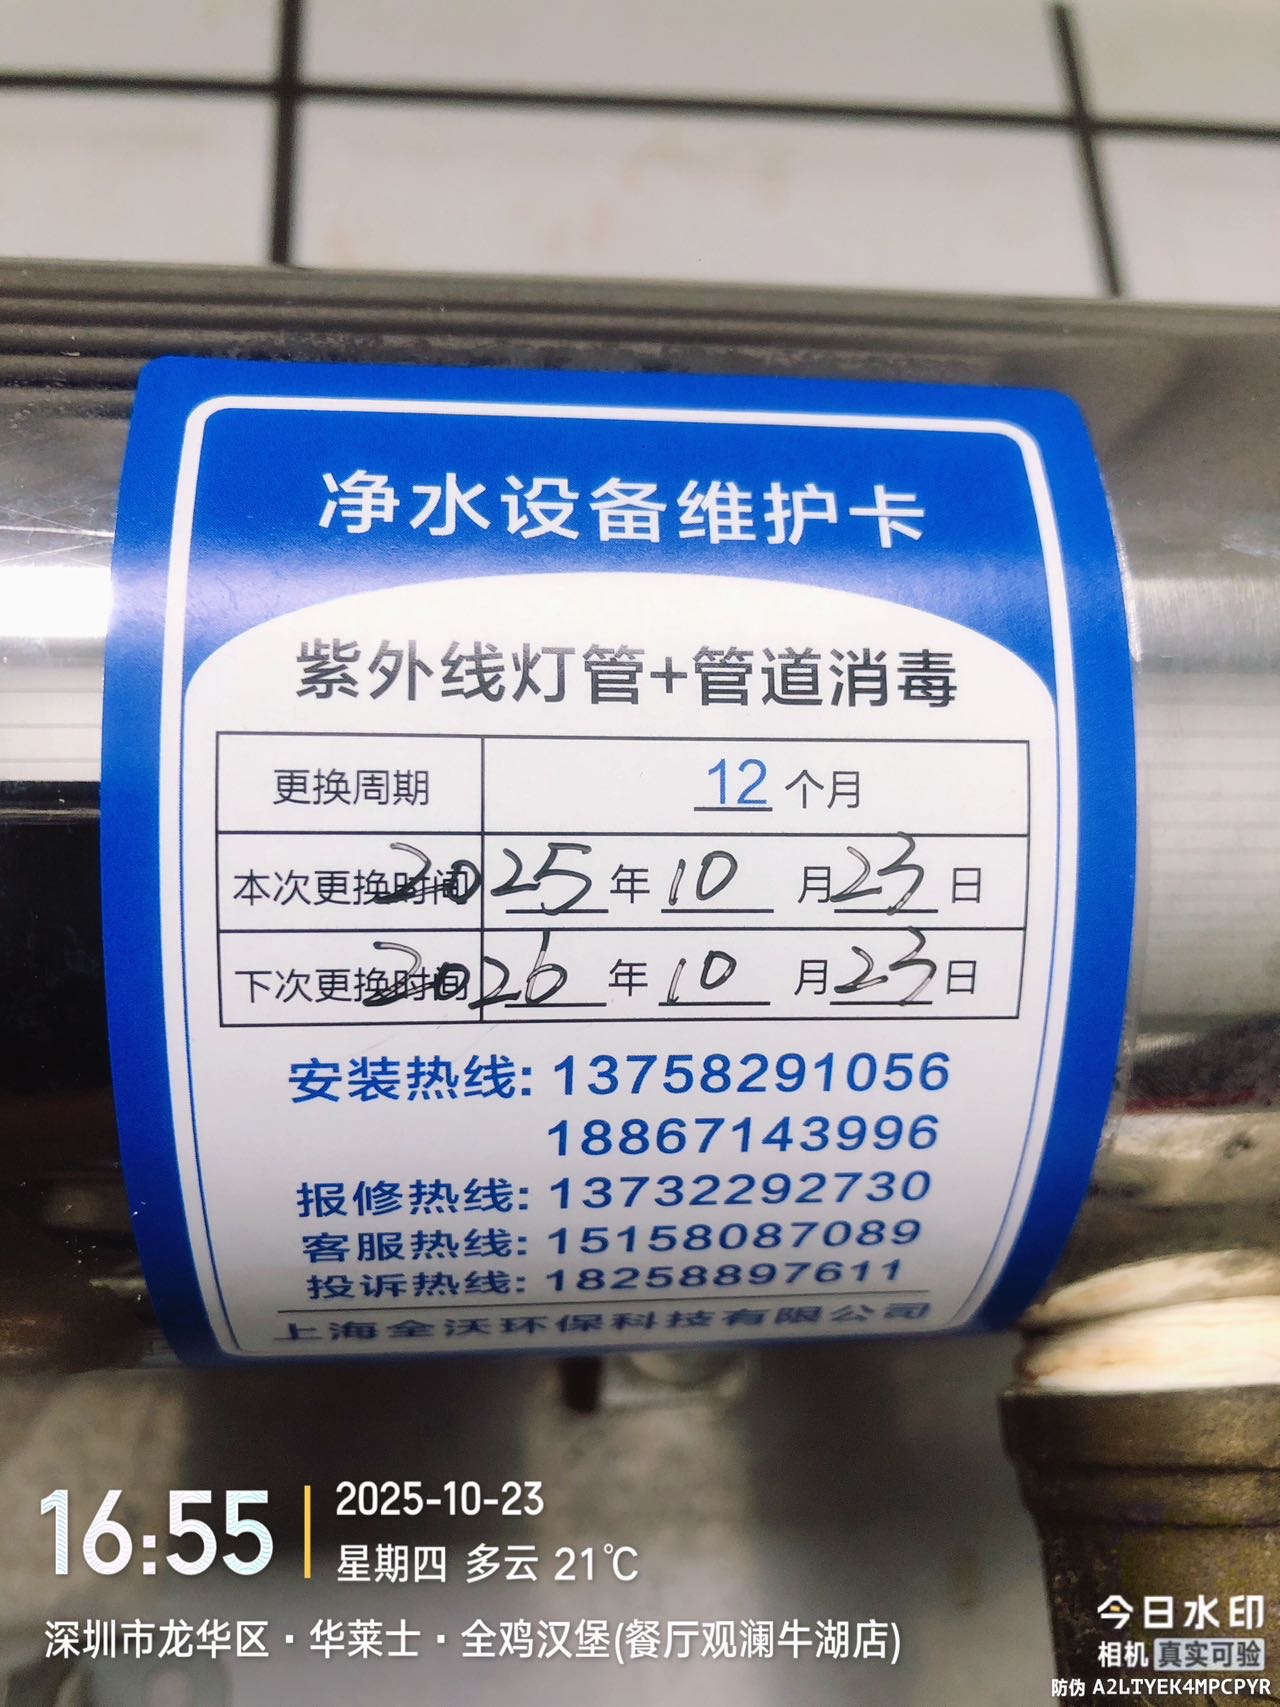 净水设备维护卡
紫外线灯管+管道消毒
更换周期 12 个月
本次更换时间 2025 年 10 月 23 日
下次更换时间 2026 年 10 月 23 日
安装热线: 13758291056
18867143996
报修热线: 13732292730
客服热线: 15158087089
投诉热线: 18258897611
上海全沃环保科技有限公司
16:55
2025-10-23
星期四 多云 21℃
深圳市龙华区·华莱士·全鸡汉堡(餐厅观澜牛湖店)
今日水印
相机 真实可验
防伪 A2LTYEK4MPCPYR